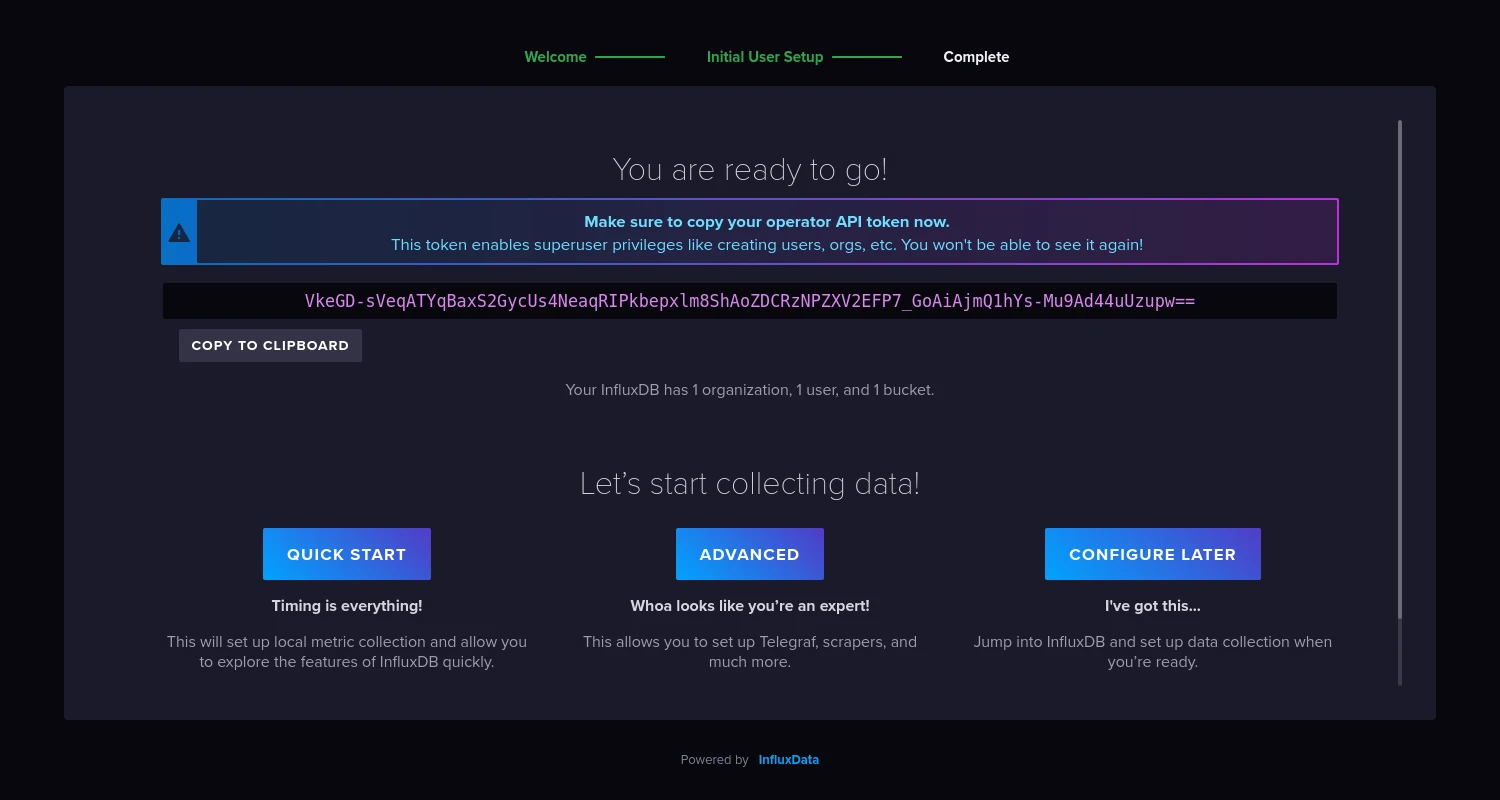 Welcome
Initial User Setup
Complete
You are ready to go!
Make sure to copy your operator API token now.
This token enables superuser privileges like creating users, orgs, etc. You won't be able to see it again!
VkeGD-sVeqATYqBaxS2GycUs4NeaqRIPkbepxlm8ShAoZDCRzNPZXV2EFP7_GoAiAjmQ1hYs-Mu9Ad44uUzupw==
COPY TO CLIPBOARD
Your InfluxDB has 1 organization, 1 user, and 1 bucket.
Let’s start collecting data!
QUICK START
Timing is everything!
This will set up local metric collection and allow you
to explore the features of InfluxDB quickly.
ADVANCED
Whoa looks like you’re an expert!
This allows you to set up Telegraf, scrapers, and
much more.
CONFIGURE LATER
I've got this...
Jump into InfluxDB and set up data collection when
you’re ready.
Powered by InfluxData